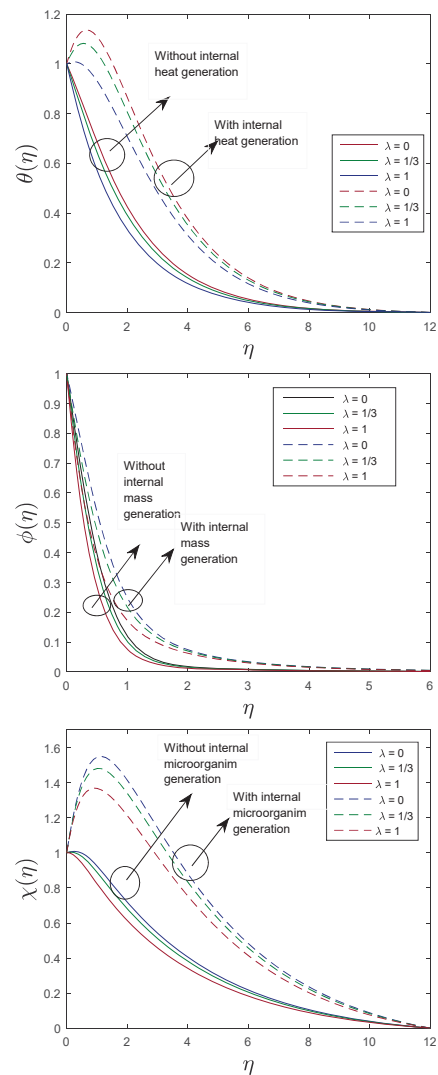 1.2
1
0.8
0.6
0.4
0.2
0
θ(η)
Without internal
heat generation
With internal
heat generation
λ = 0
λ = 1/3
λ = 1
λ = 0
λ = 1/3
λ = 1
0 2 4 6 8 10 12
η
1
0.9
0.8
0.7
0.6
0.5
0.4
0.3
0.2
0.1
0
ϕ(η)
λ = 0
λ = 1/3
λ = 1
λ = 0
λ = 1/3
λ = 1
Without
internal
mass
generation
With internal
mass
generation
0 1 2 3 4 5 6
η
1.6
1.4
1.2
1
0.8
0.6
0.4
0.2
0
χ(η)
Without internal
microorganim
generation
With internal
microorganim
generation
λ = 0
λ = 1/3
λ = 1
λ = 0
λ = 1/3
λ = 1
0 2 4 6 8 10 12
η